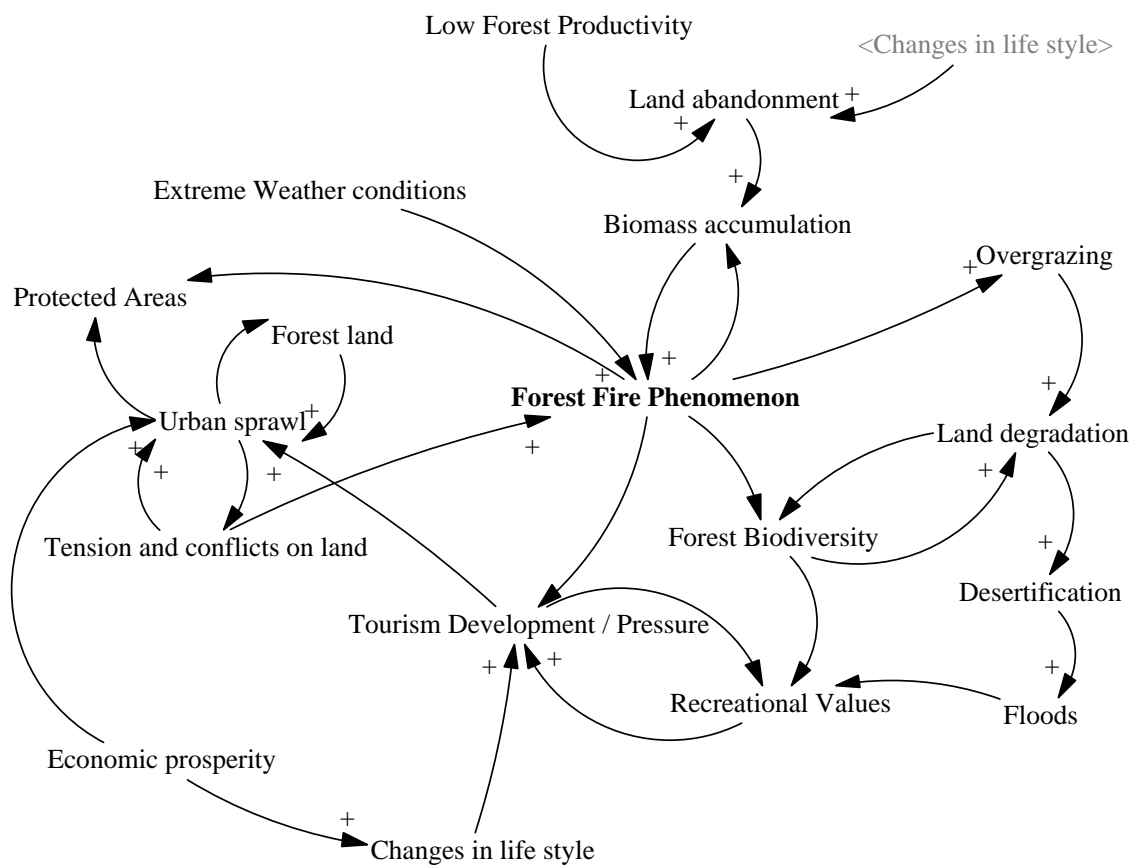 Low Forest Productivity
<Changes in life style>
Land abandonment
+
+
+
Extreme Weather conditions
Biomass accumulation
Overgrazing
+
Protected Areas
Forest land
+
+
+
Forest Fire Phenomenon
+
Urban sprawl
+
Land degradation
+
+
+
+
+
Tension and conflicts on land
Forest Biodiversity
+
Desertification
Tourism Development / Pressure
+
+
+
Recreational Values
Floods
Economic prosperity
+
Changes in life style